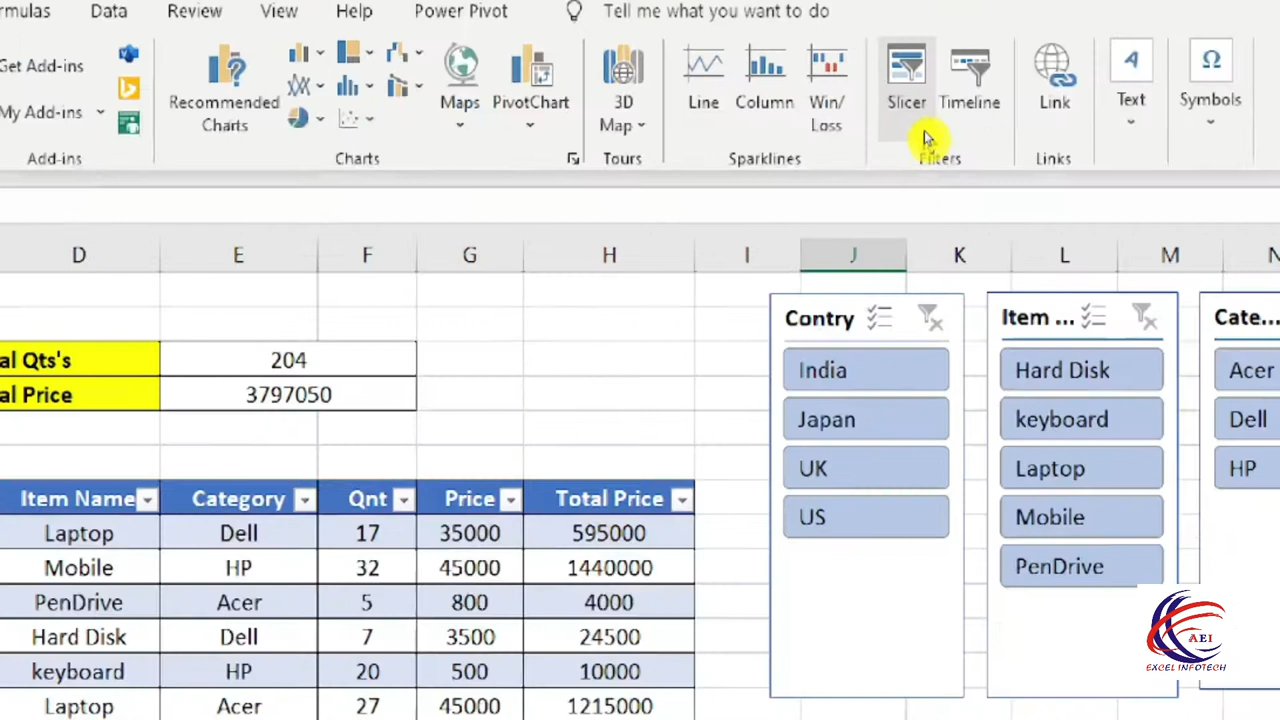 rmulas Data Review View Help Power Pivot Tell me what you want to do
Get Add-ins
My Add-ins
Add-ins
Recommended
Charts
Maps
PivotChart
Charts
3D
Map
Tours
Line
Column
Win/
Loss
Sparklines
Slicer
Timeline
Filters
Link
Links
A
Text
Ω
Symbols
D E F G H I J K L M N
al Qts's 204
al Price 3797050
Item Name Category Qnt Price Total Price
Laptop Dell 17 35000 595000
Mobile HP 32 45000 1440000
PenDrive Acer 5 800 4000
Hard Disk Dell 7 3500 24500
keyboard HP 20 500 10000
Laptop Acer 27 45000 1215000
Contry
India
Japan
UK
US
Item ...
Hard Disk
keyboard
Laptop
Mobile
PenDrive
Cate...
Acer
Dell
HP
AEI
EXCEL INFOTECH